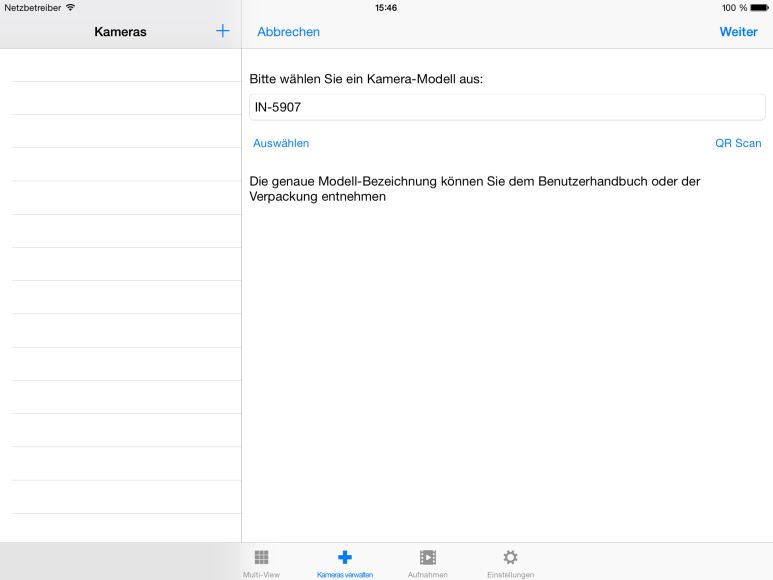 Netzbetreiber 15:46 100 %
Kameras + Abbrechen Weiter
Bitte wählen Sie ein Kamera-Modell aus:
IN-5907
Auswählen QR Scan
Die genaue Modell-Bezeichnung können Sie dem Benutzerhandbuch oder der
Verpackung entnehmen
Multi-View Kameras verwalten Aufnahmen Einstellungen